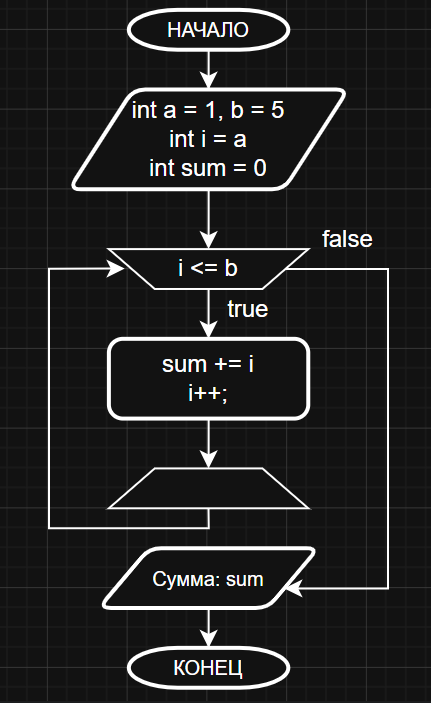 НАЧАЛО
int a = 1, b = 5
int i = a
int sum = 0
false
i <= b
true
sum += i
i++;
Сумма: sum
КОНЕЦ